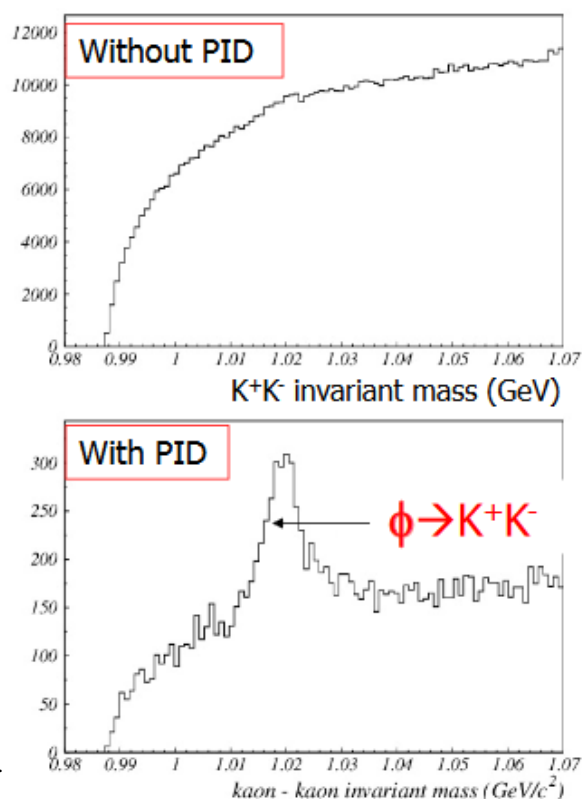 12000
Without PID
10000
8000
6000
4000
2000
0
0.98 0.99 1 1.01 1.02 1.03 1.04 1.05 1.06 1.07
K⁺K⁻ invariant mass (GeV)
With PID
300
250
ϕ→K⁺K⁻
200
150
100
50
0
0.98 0.99 1 1.01 1.02 1.03 1.04 1.05 1.06 1.07
kaon - kaon invariant mass (GeV/c²)